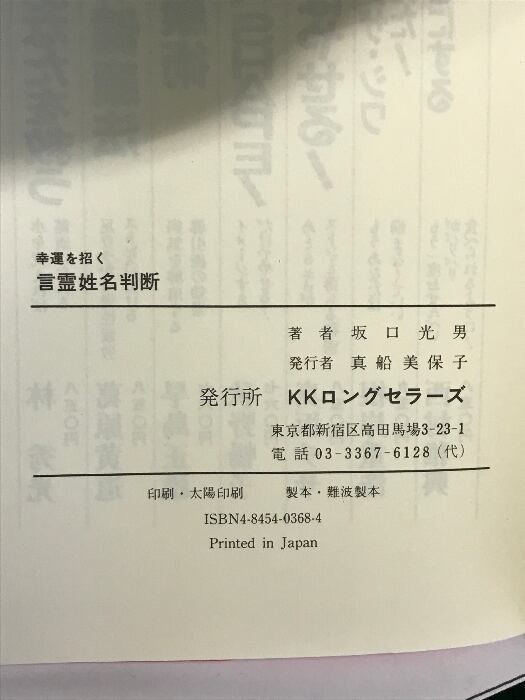 幸運を招く
言霊姓名判断
著者 坂口光男
発行者 真船美保子
発行所 KKロングセラーズ
東京都新宿区高田馬場3-23-1
電話 03-3367-6128(代)
印刷・太陽印刷 製本・難波製本
ISBN4-8454-0368-4
Printed in Japan